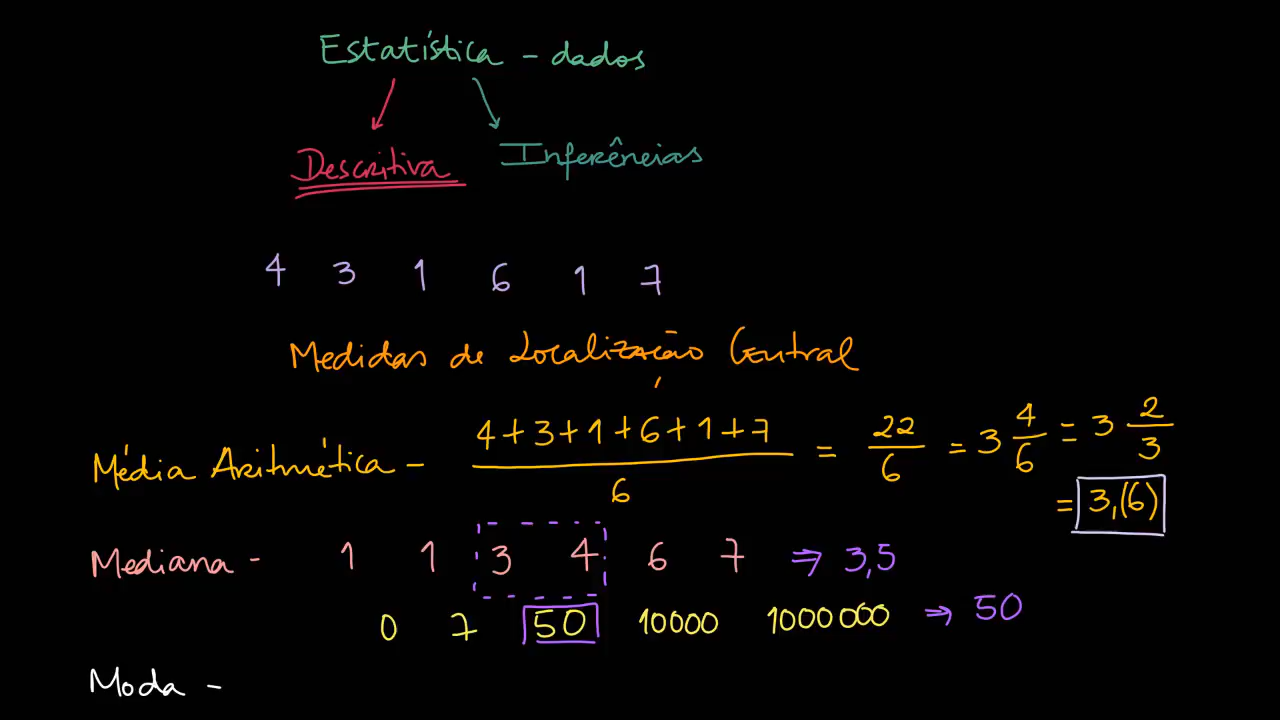 Estatística - dados
Descritiva Inferências
4 3 1 6 1 7
Medidas de Localização Central
Média Aritmética - 4+3+1+6+1+7 / 6 = 22/6 = 3 4/6 = 3 2/3
= 3,(6)
Mediana - 1 1 3 4 6 7 ⇒ 3,5
0 7 50 10000 1000000 ⇒ 50
Moda -